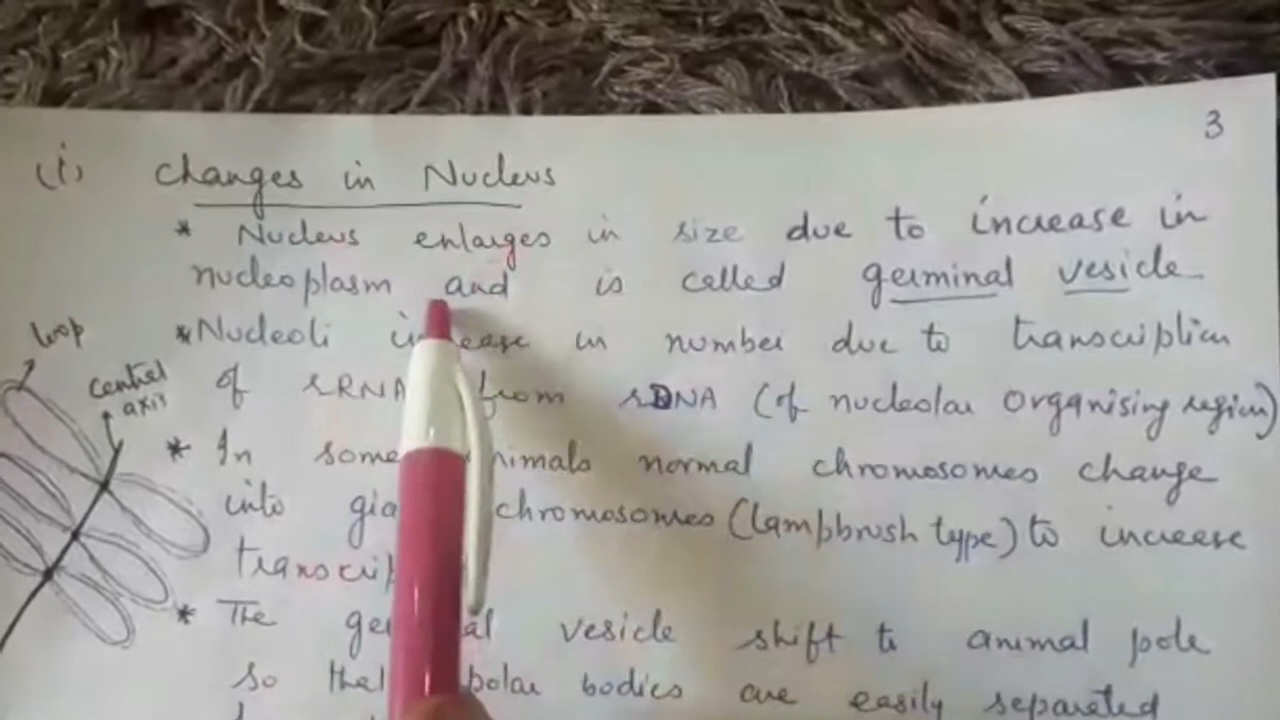 3
(i) Changes in Nucleus
* Nucleus enlarges in size due to increase in
nucleoplasm and is called germinal vesicle
* Nucleoli increase in number due to transcription
of rRNA from rDNA (of nucleolar organising region)
* In some animals normal chromosomes change
into chromosomes (lampbrush type) to increase
* The vesicle shift to animal pole
so that polar bodies are easily separated
loop
central
axis